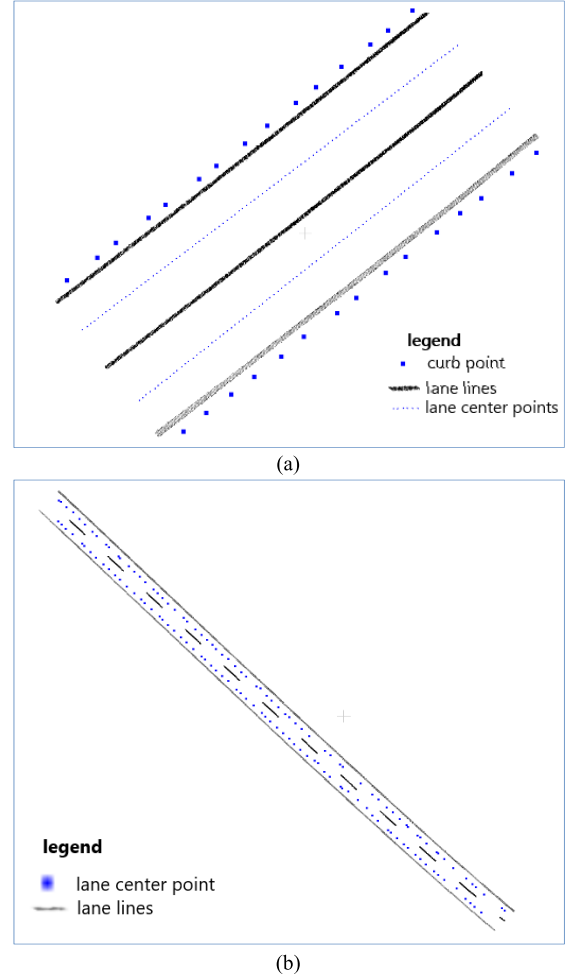 legend
curb point
lane lines
lane center points
(a)
legend
lane center point
lane lines
(b)